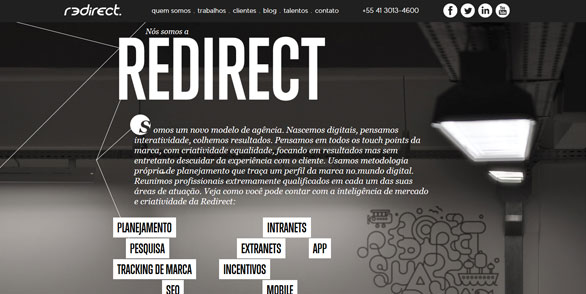 redirect.
quem somos . trabalhos . clientes . blog . talentos . contato
+55 41 3013-4600
Nós somos a
REDIRECT
Somos um novo modelo de agência. Nascemos digitais, pensamos
interatividade, colhemos resultados. Pensamos em todos os touch points da
marca, com criatividade equalidade, focando em resultados mas sem
entretanto descuidar da experiência com o cliente. Usamos metodologia
própria de planejamento que traça um perfil da marca no mundo digital.
Reunimos profissionais extremamente qualificados em cada um das suas
áreas de atuação. Veja como você pode contar com a inteligência de mercado
e criatividade da Redirect:
PLANEJAMENTO INTRANETS
PESQUISA EXTRANETS APP
TRACKING DE MARCA INCENTIVOS
SEO MOBILE